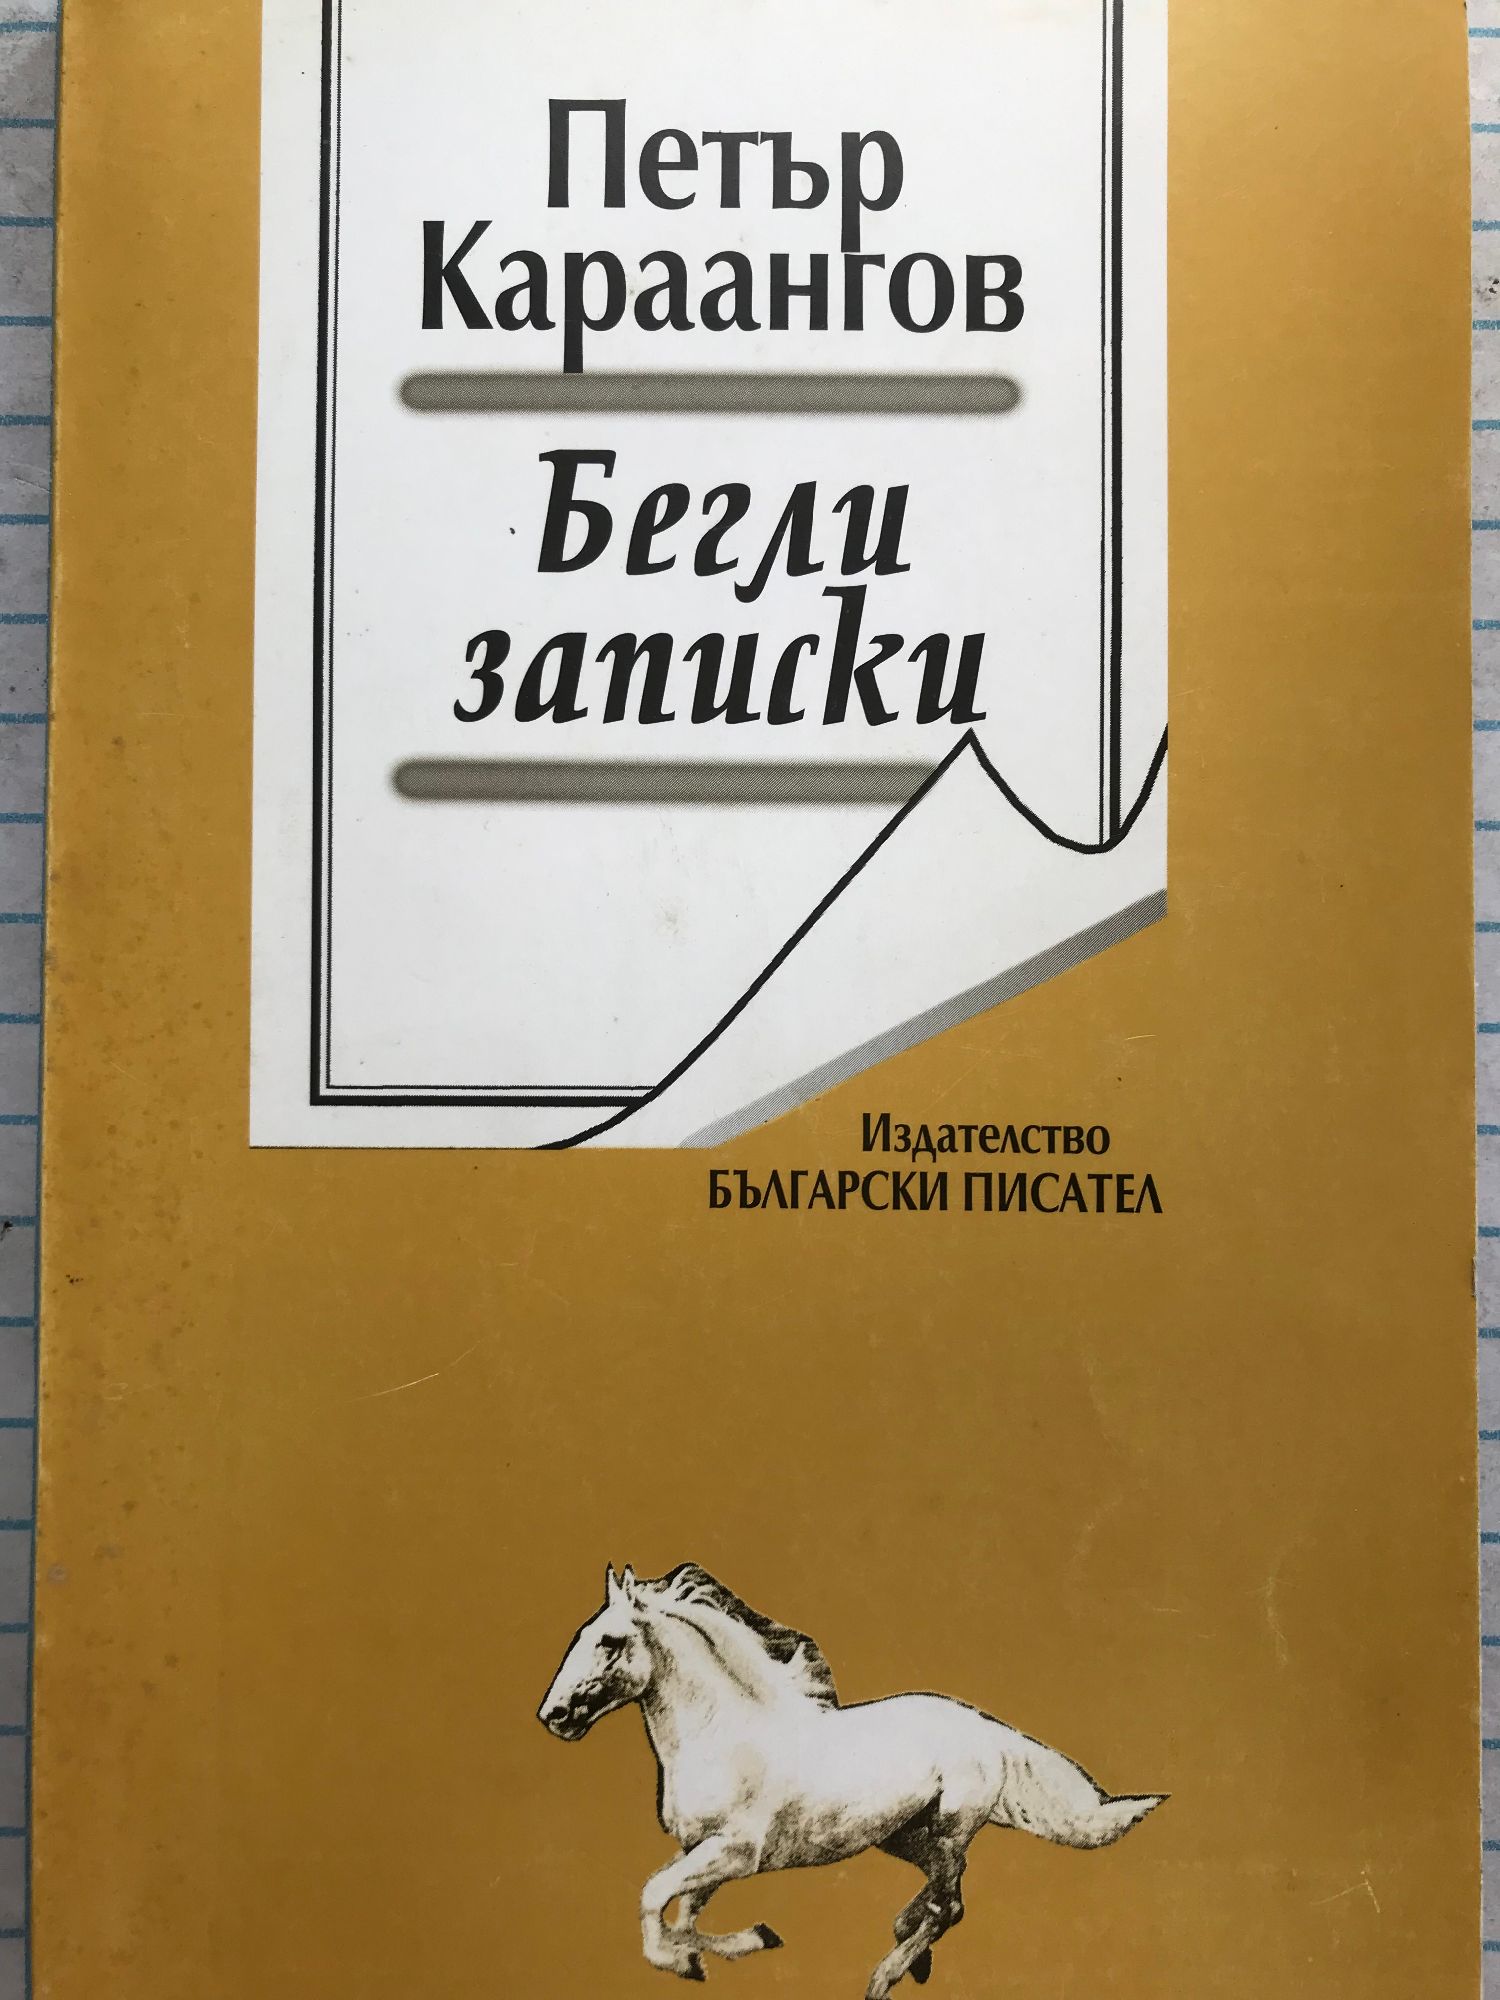 Петър
Караангов
Бегли
записки
Издателство
БЪЛГАРСКИ ПИСАТЕЛ